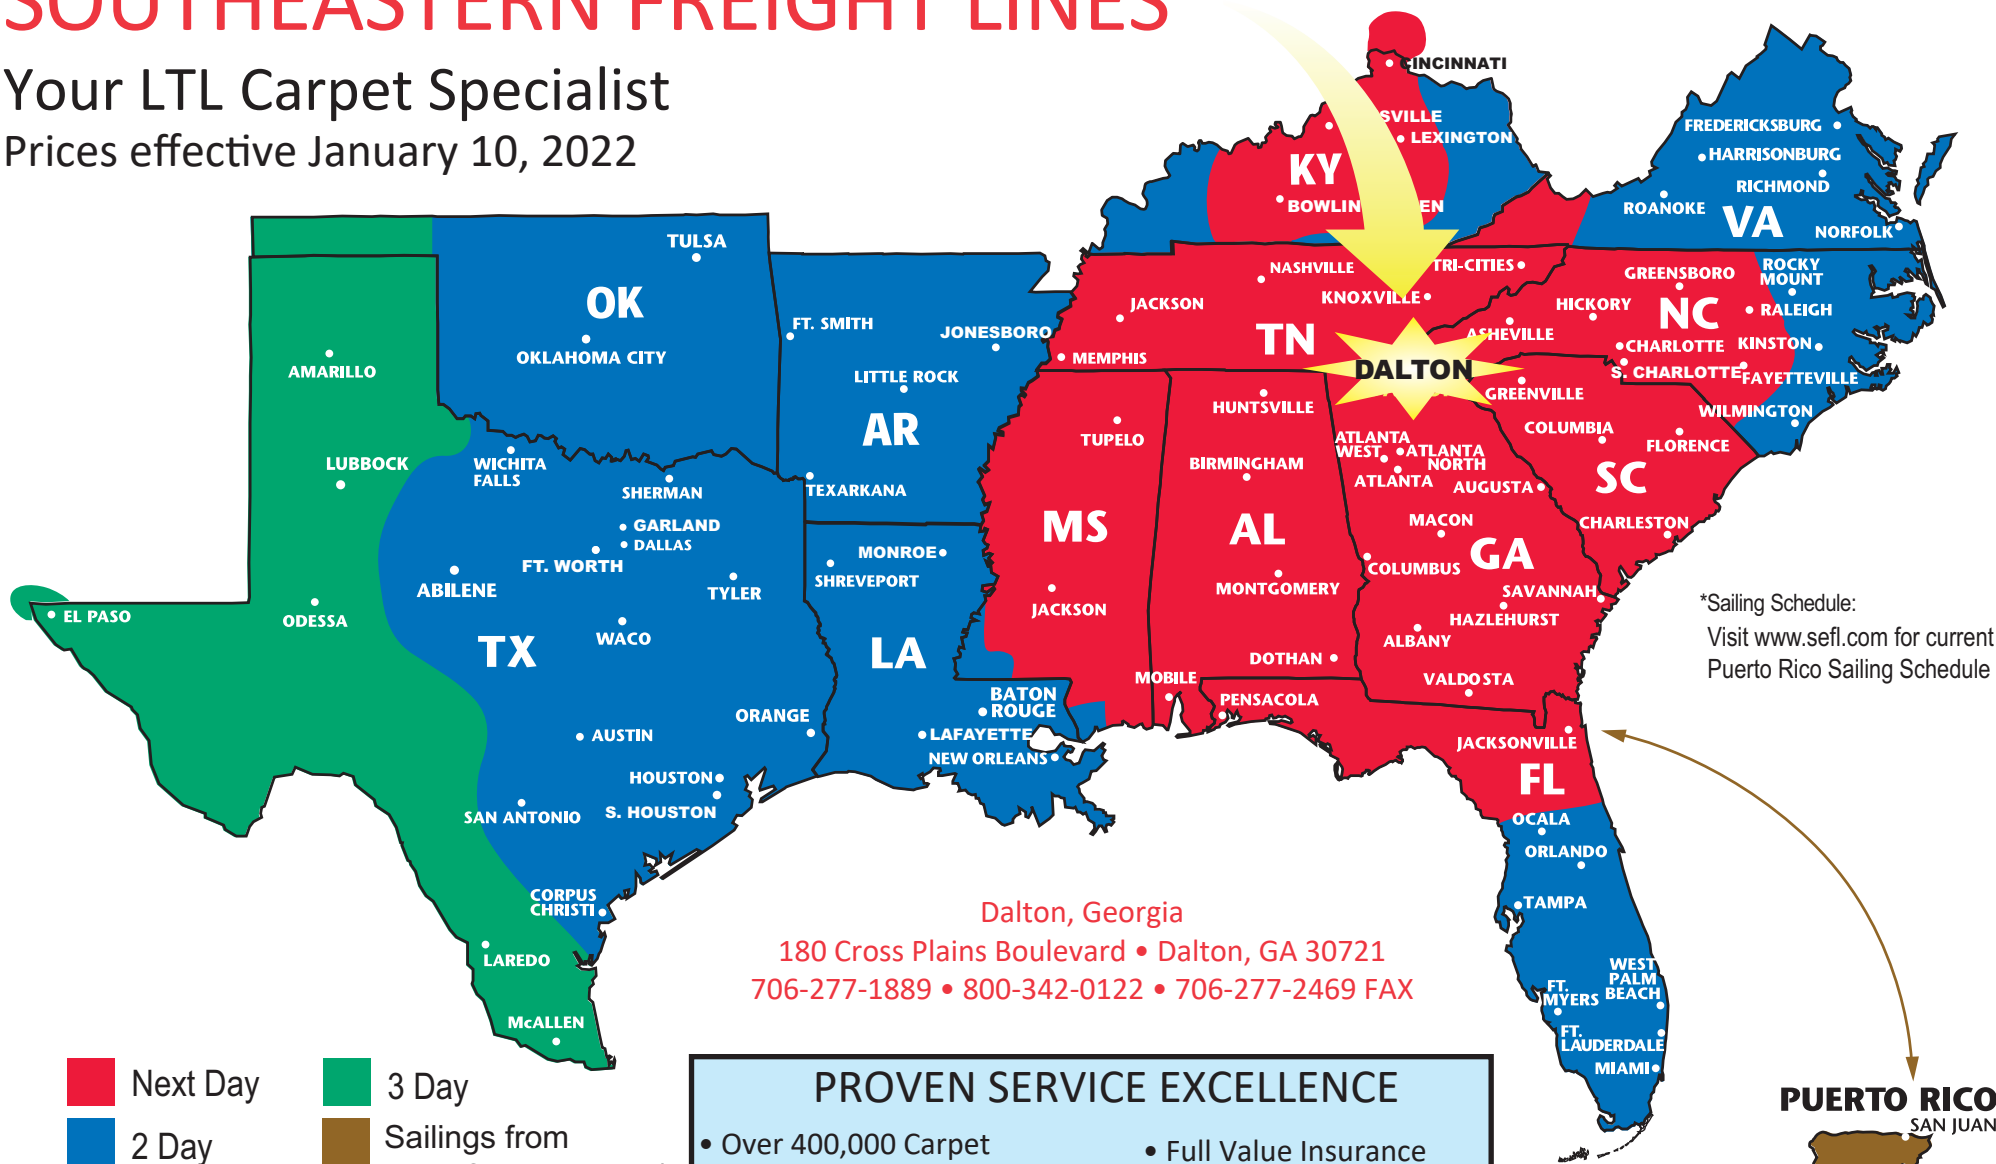 SOUTHEASTERN FREIGHT LINES
Your LTL Carpet Specialist
Prices effective January 10, 2022
CINCINNATI
SVILLE
LEXINGTON
KY
BOWLIN EN
FREDERICKSBURG
HARRISONBURG
RICHMOND
ROANOKE
VA
NORFOLK
TULSA
OK
OKLAHOMA CITY
FT. SMITH
JONESBORO
LITTLE ROCK
AR
TEXARKANA
NASHVILLE
TRI-CITIES
JACKSON
KNOXVILLE
TN
MEMPHIS
DALTON
GREENSBORO
ROCKY
MOUNT
HICKORY
NC
RALEIGH
ASHEVILLE
CHARLOTTE
KINSTON
S. CHARLOTTE
FAYETTEVILLE
WILMINGTON
GREENVILLE
COLUMBIA
FLORENCE
SC
CHARLESTON
AMARILLO
LUBBOCK
WICHITA
FALLS
SHERMAN
GARLAND
DALLAS
FT. WORTH
ABILENE
TYLER
EL PASO
ODESSA
WACO
TX
AUSTIN
ORANGE
HOUSTON
S. HOUSTON
SAN ANTONIO
CORPUS
CHRISTI
LAREDO
McALLEN
MONROE
SHREVEPORT
LA
BATON
ROUGE
LAFAYETTE
NEW ORLEANS
TUPELO
MS
JACKSON
HUNTSVILLE
BIRMINGHAM
AL
MONTGOMERY
DOTHAN
MOBILE
ATLANTA
WEST
ATLANTA
NORTH
ATLANTA
AUGUSTA
MACON
GA
COLUMBUS
SAVANNAH
HAZLEHURST
ALBANY
VALDOSTA
PENSACOLA
JACKSONVILLE
FL
OCALA
ORLANDO
TAMPA
WEST
PALM
BEACH
FT.
MYERS
FT.
LAUDERDALE
MIAMI
*Sailing Schedule:
Visit www.sefl.com for current
Puerto Rico Sailing Schedule
PUERTO RICO
SAN JUAN
Dalton, Georgia
180 Cross Plains Boulevard • Dalton, GA 30721
706-277-1889 • 800-342-0122 • 706-277-2469 FAX
Next Day
3 Day
2 Day
Sailings from
PROVEN SERVICE EXCELLENCE
• Over 400,000 Carpet
• Full Value Insurance